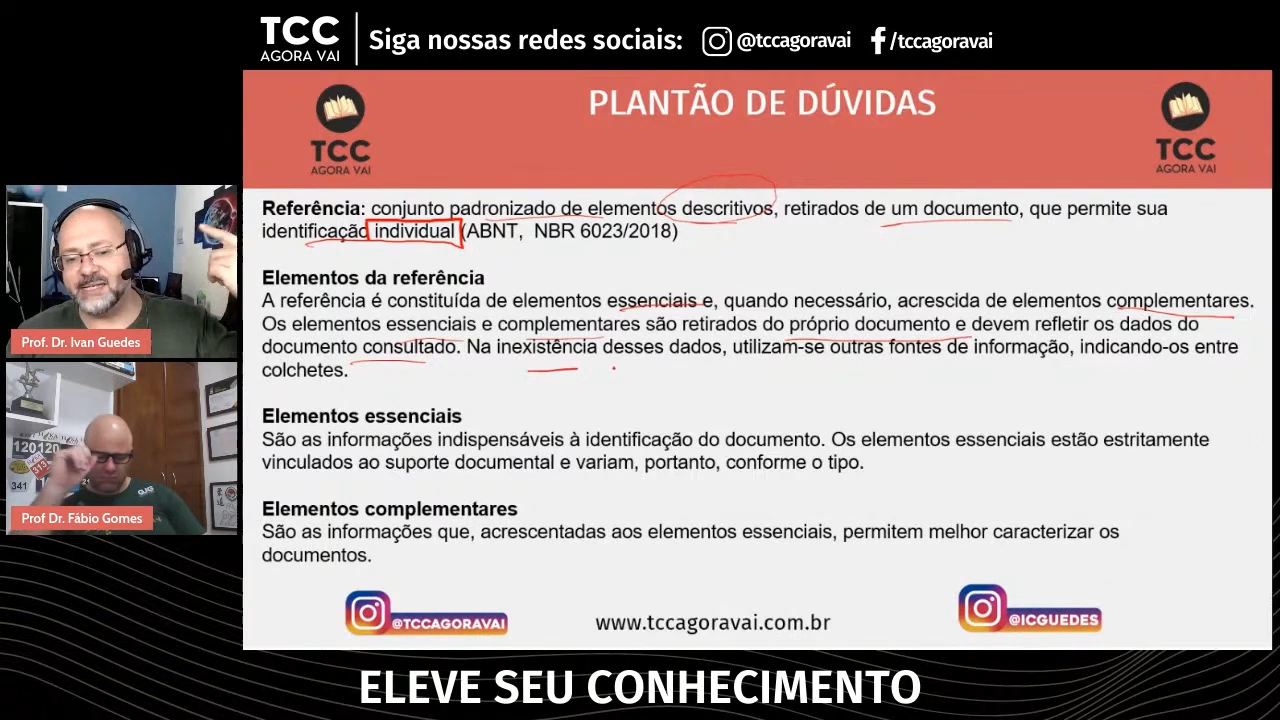 TCC
AGORA VAI
Siga nossas redes sociais:
@tccagoravai
/tccagoravai
TCC
AGORA VAI
PLANTÃO DE DÚVIDAS
TCC
AGORA VAI
Referência: conjunto padronizado de elementos descritivos, retirados de um documento, que permite sua
identificação individual (ABNT, NBR 6023/2018)
Elementos da referência
A referência é constituída de elementos essenciais e, quando necessário, acrescida de elementos complementares.
Os elementos essenciais e complementares são retirados do próprio documento e devem refletir os dados do
documento consultado. Na inexistência desses dados, utilizam-se outras fontes de informação, indicando-os entre
colchetes.
Elementos essenciais
São as informações indispensáveis à identificação do documento. Os elementos essenciais estão estritamente
vinculados ao suporte documental e variam, portanto, conforme o tipo.
Elementos complementares
São as informações que, acrescentadas aos elementos essenciais, permitem melhor caracterizar os
documentos.
@TCCAGORAVAI
www.tccagoravai.com.br
@ICGUEDES
Prof. Dr. Ivan Guedes
120120
341
Prof Dr. Fábio Gomes
ELEVE SEU CONHECIMENTO